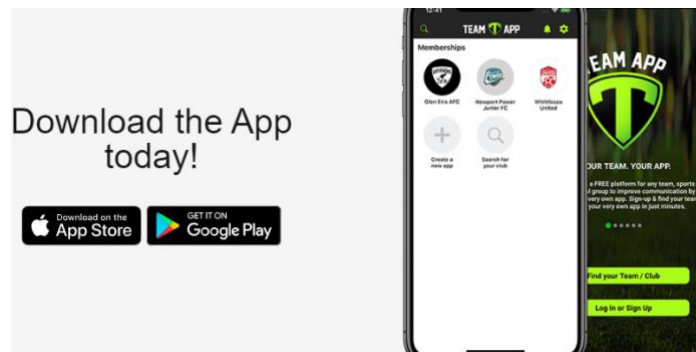 Download the App
today!
Download on the
App Store
GET IT ON
Google Play
12:41
TEAM APP
Memberships
Glen Eira AFC
Newport Power
Junior FC
Whittlesea
United
Create a
new app
Search for
your club
EAM APP
OUR TEAM. YOUR APP.
a FREE platform for any team, sports
l group to improve communication by
very own app. Sign-up & find your team
your very own app in just minutes.
Find your Team / Club
Log In or Sign Up